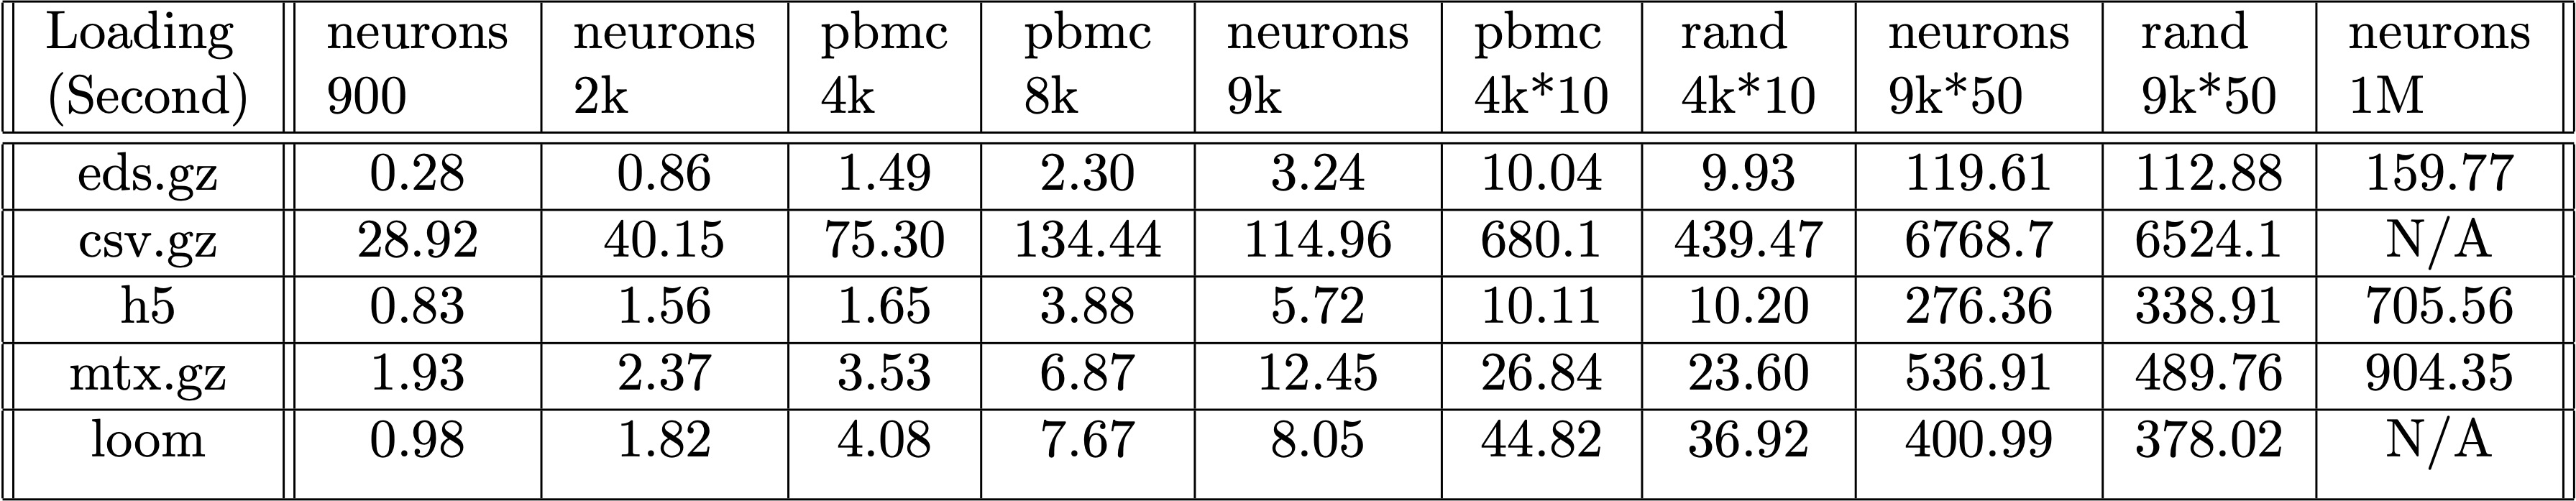 Loading neurons neurons pbmc pbmc neurons pbmc rand neurons rand neurons
(Second) 900 2k 4k 8k 9k 4k*10 4k*10 9k*50 9k*50 1M
eds.gz 0.28 0.86 1.49 2.30 3.24 10.04 9.93 119.61 112.88 159.77
csv.gz 28.92 40.15 75.30 134.44 114.96 680.1 439.47 6768.7 6524.1 N/A
h5 0.83 1.56 1.65 3.88 5.72 10.11 10.20 276.36 338.91 705.56
mtx.gz 1.93 2.37 3.53 6.87 12.45 26.84 23.60 536.91 489.76 904.35
loom 0.98 1.82 4.08 7.67 8.05 44.82 36.92 400.99 378.02 N/A